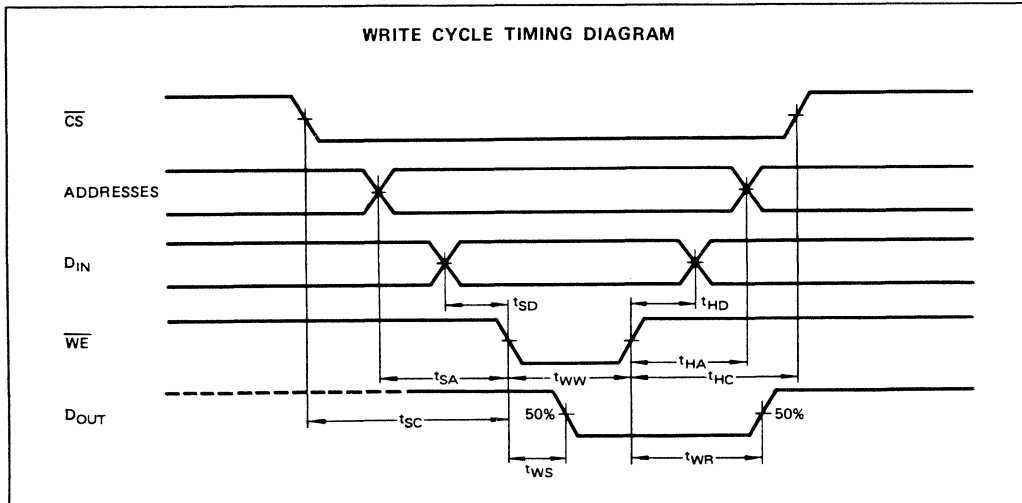 WRITE CYCLE TIMING DIAGRAM
CS
ADDRESSES
DIN
tSD
tHD
WE
tHA
tSA
tWW
tHC
DOUT
50%
50%
tSC
tWR
tWS